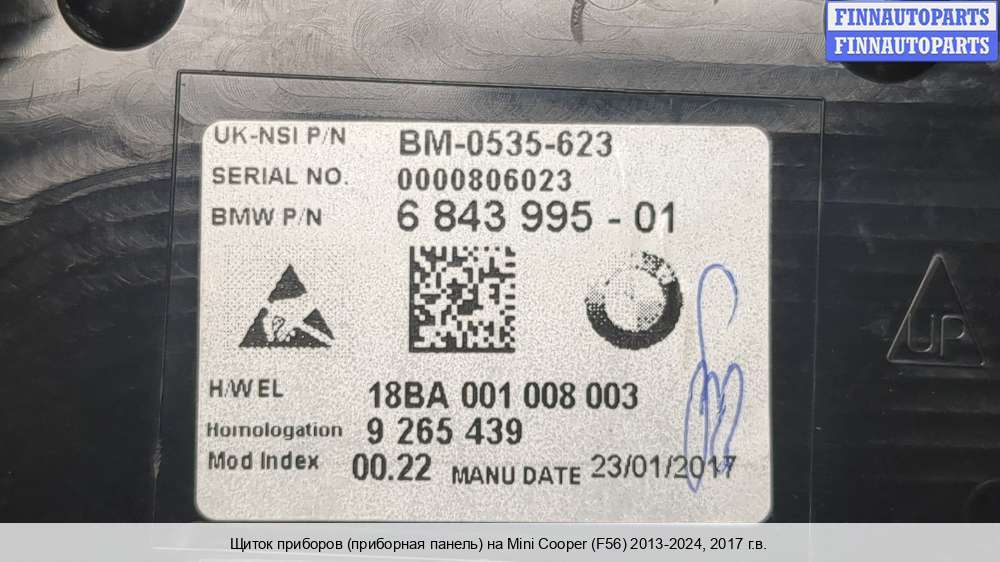 FINNAUTOPARTS
FINNAUTOPARTS
UK-NSI P/N BM-0535-623
SERIAL NO. 0000806023
BMW P/N 6 843 995 - 01
UP
H/W EL 18BA 001 008 003
Homologation 9 265 439
Mod Index 00.22 MANU DATE 23/01/2017
Щиток приборов (приборная панель) на Mini Cooper (F56) 2013-2024, 2017 г.в.